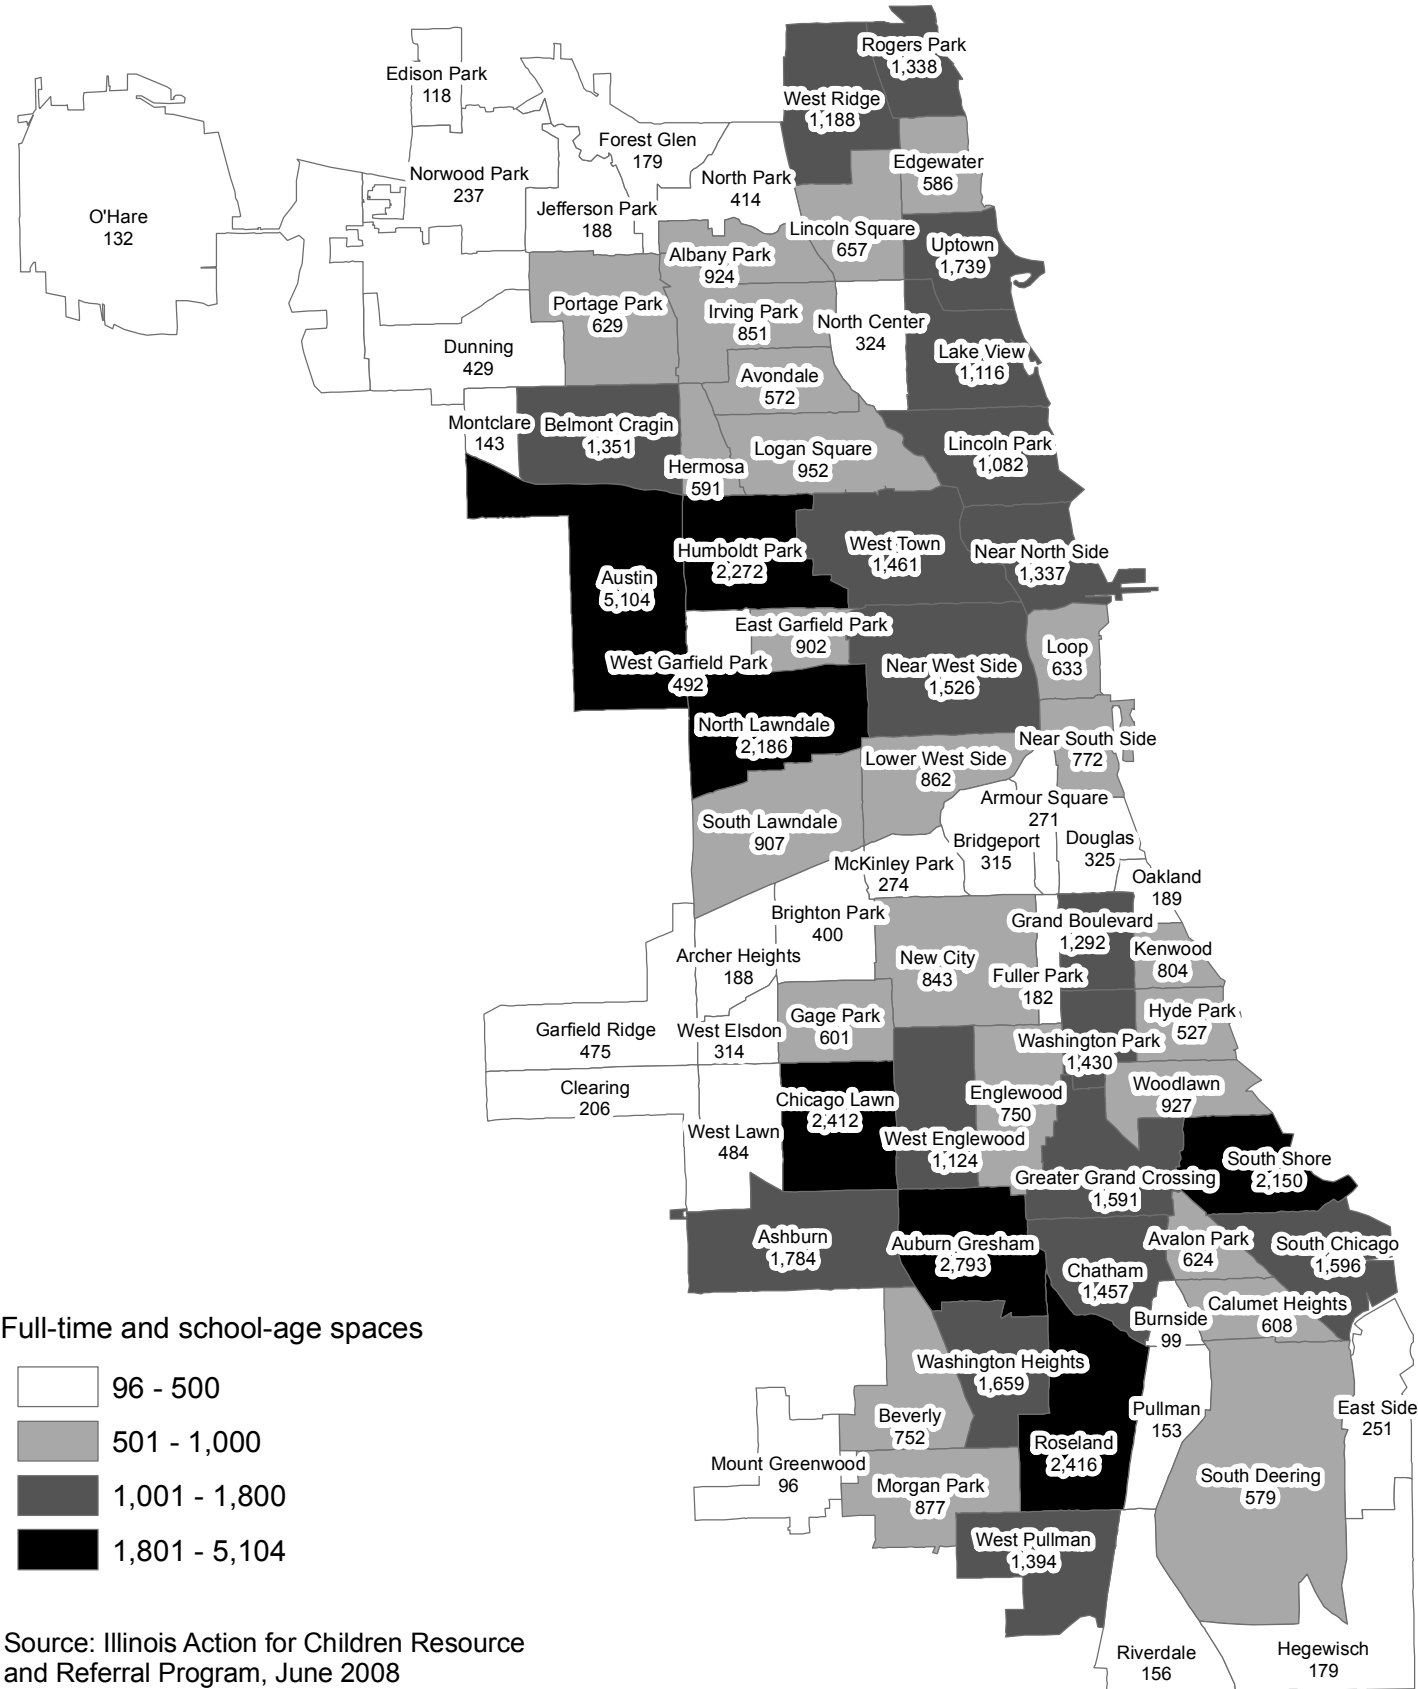 Rogers Park
1,338
Edison Park
118
West Ridge
1,188
Forest Glen
179
Edgewater
586
Norwood Park
237
North Park
414
O'Hare
132
Jefferson Park
188
Lincoln Square
657
Uptown
1,739
Albany Park
924
Portage Park
629
Irving Park
851
North Center
324
Dunning
429
Lake View
1,116
Avondale
572
Montclare
143
Belmont Cragin
1,351
Logan Square
952
Lincoln Park
1,082
Hermosa
591
Humboldt Park
2,272
West Town
1,461
Near North Side
1,337
Austin
5,104
East Garfield Park
902
Loop
633
West Garfield Park
492
Near West Side
1,526
North Lawndale
2,186
Near South Side
772
Lower West Side
862
Armour Square
271
South Lawndale
907
Bridgeport
315
Douglas
325
McKinley Park
274
Oakland
189
Brighton Park
400
Grand Boulevard
1,292
Archer Heights
188
New City
843
Kenwood
804
Fuller Park
182
Gage Park
601
Hyde Park
527
Garfield Ridge
475
West Elsdon
314
Washington Park
1,430
Clearing
206
Chicago Lawn
2,412
Englewood
750
Woodlawn
927
West Lawn
484
West Englewood
1,124
South Shore
2,150
Greater Grand Crossing
1,591
Ashburn
1,784
Auburn Gresham
2,793
Avalon Park
624
South Chicago
1,596
Chatham
1,457
Calumet Heights
608
Burnside
99
Washington Heights
1,659
Beverly
752
Pullman
153
East Side
251
Roseland
2,416
Mount Greenwood
96
Morgan Park
877
South Deering
579
West Pullman
1,394
Riverdale
156
Hegewisch
179
Full-time and school-age spaces
96 - 500
501 - 1,000
1,001 - 1,800
1,801 - 5,104
Source: Illinois Action for Children Resource
and Referral Program, June 2008